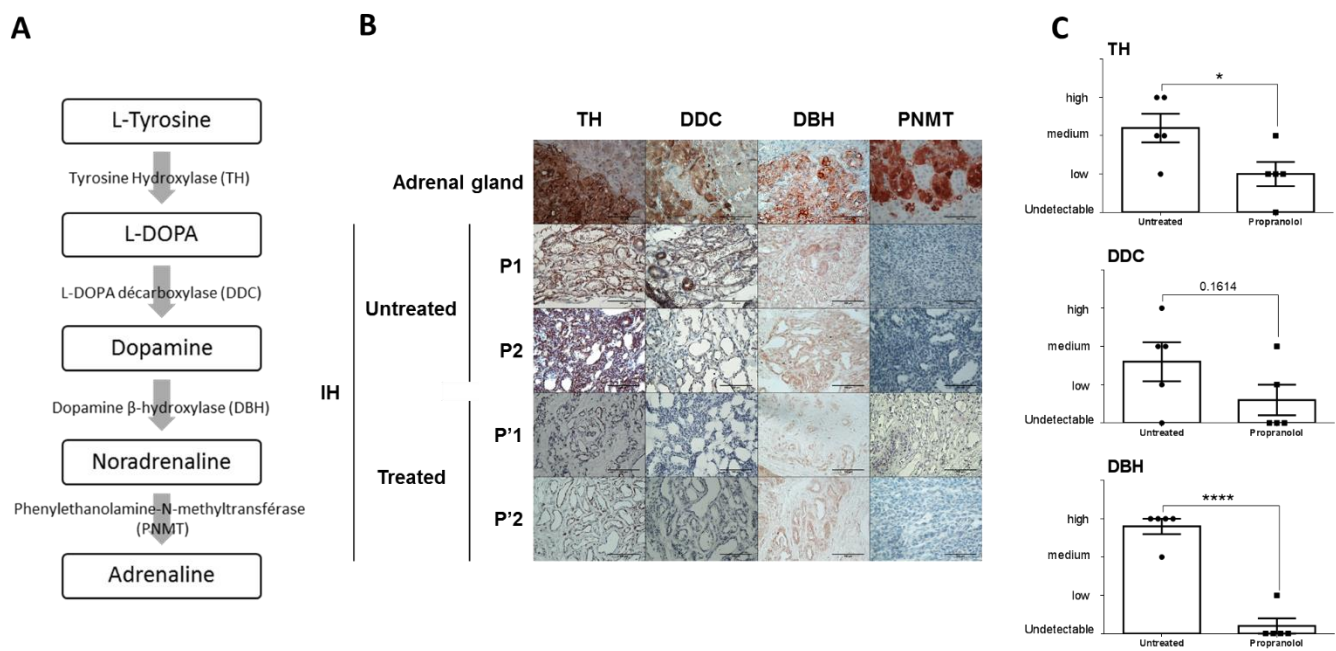 A
L-Tyrosine
Tyrosine Hydroxylase (TH)
L-DOPA
L-DOPA décarboxylase (DDC)
Dopamine
Dopamine β-hydroxylase (DBH)
Noradrenaline
Phenylethanolamine-N-methyltransférase
(PNMT)
Adrenaline
B
TH DDC DBH PNMT
Adrenal gland
IH
Untreated
P1
P2
Treated
P'1
P'2
C
TH
*
high
medium
low
Undetectable
Untreated Propranolol
DDC
0.1614
high
medium
low
Undetectable
Untreated Propranolol
DBH
****
high
medium
low
Undetectable
Untreated Propranolol